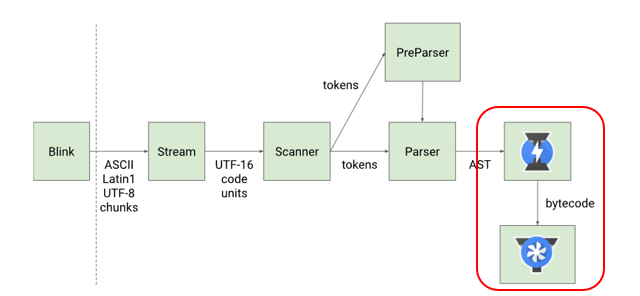 PreParser
tokens
Blink
ASCII
Latin1
UTF-8
chunks
Stream
UTF-16
code
units
Scanner
tokens
Parser
AST
bytecode